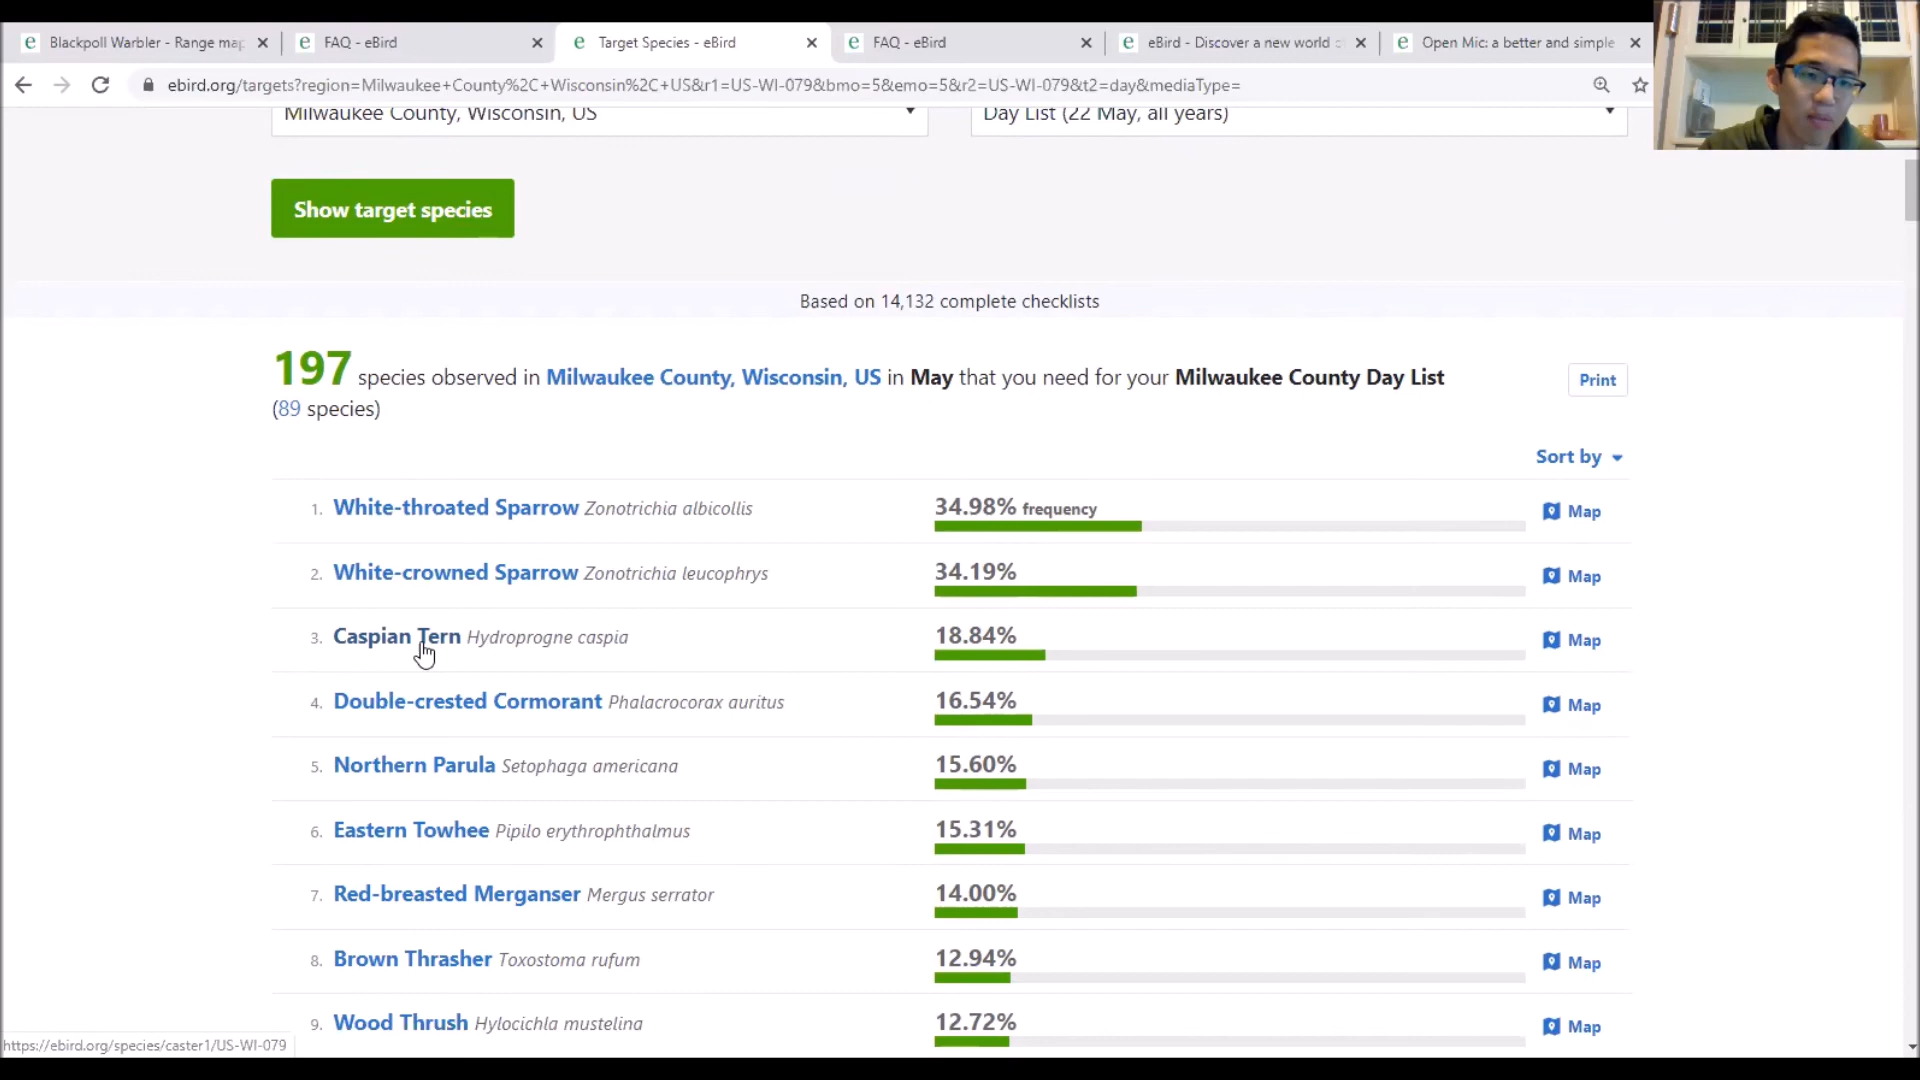 Blackpoll Warbler - Range map
FAQ - eBird
Target Species - eBird
FAQ - eBird
eBird - Discover a new world o
Open Mic: a better and simple
ebird.org/targets?region=Milwaukee+County%2C+Wisconsin%2C+US&r1=US-WI-079&bmo=5&emo=5&r2=US-WI-079&t2=day&mediaType=
Milwaukee County, Wisconsin, US
Day List (22 May, all years)
Show target species
Based on 14,132 complete checklists
197 species observed in Milwaukee County, Wisconsin, US in May that you need for your Milwaukee County Day List
(89 species)
Print
Sort by
1. White-throated Sparrow Zonotrichia albicollis 34.98% frequency Map
2. White-crowned Sparrow Zonotrichia leucophrys 34.19% Map
3. Caspian Tern Hydroprogne caspia 18.84% Map
4. Double-crested Cormorant Phalacrocorax auritus 16.54% Map
5. Northern Parula Setophaga americana 15.60% Map
6. Eastern Towhee Pipilo erythrophthalmus 15.31% Map
7. Red-breasted Merganser Mergus serrator 14.00% Map
8. Brown Thrasher Toxostoma rufum 12.94% Map
9. Wood Thrush Hylocichla mustelina 12.72% Map
https://ebird.org/species/caster1/US-WI-079